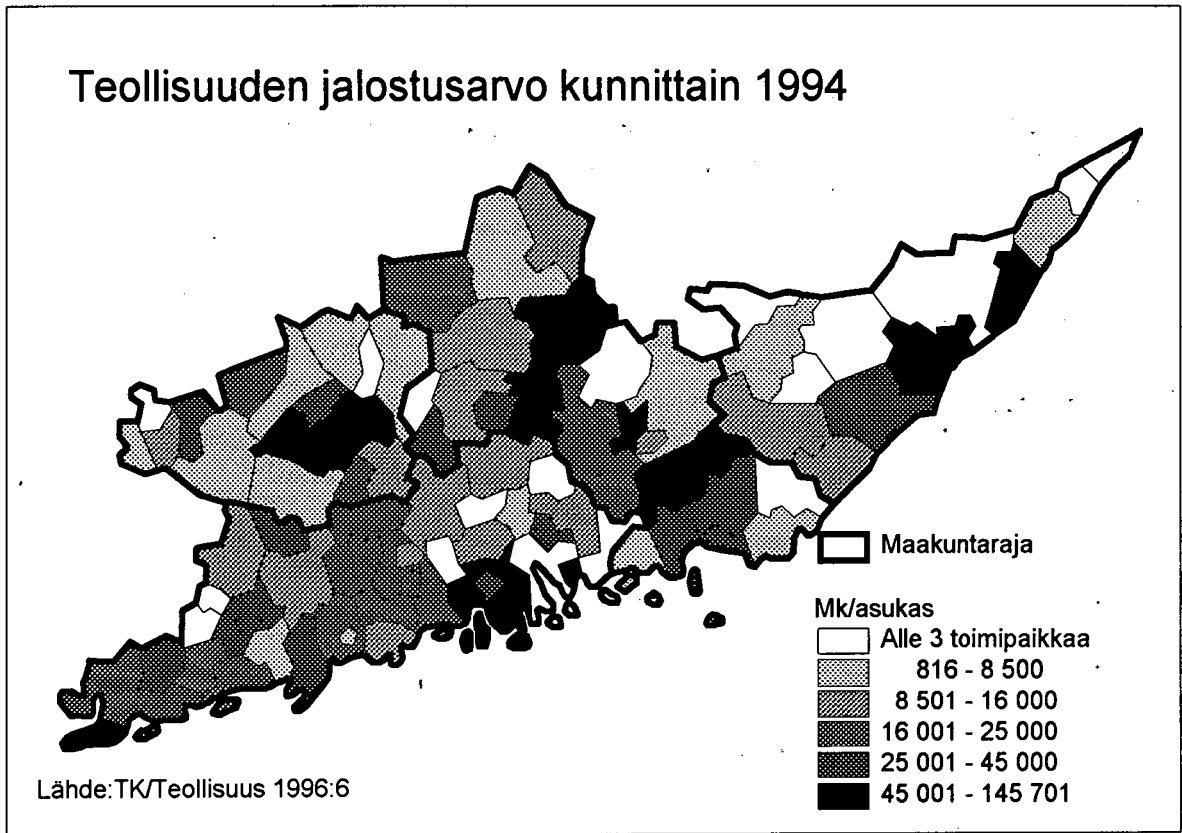 Teollisuuden jalostusarvo kunnittain 1994
Maakuntaraja
Mk/asukas
Alle 3 toimipaikkaa
816 - 8 500
8 501 - 16 000
16 001 - 25 000
25 001 - 45 000
45 001 - 145 701
Lähde:TK/Teollisuus 1996:6